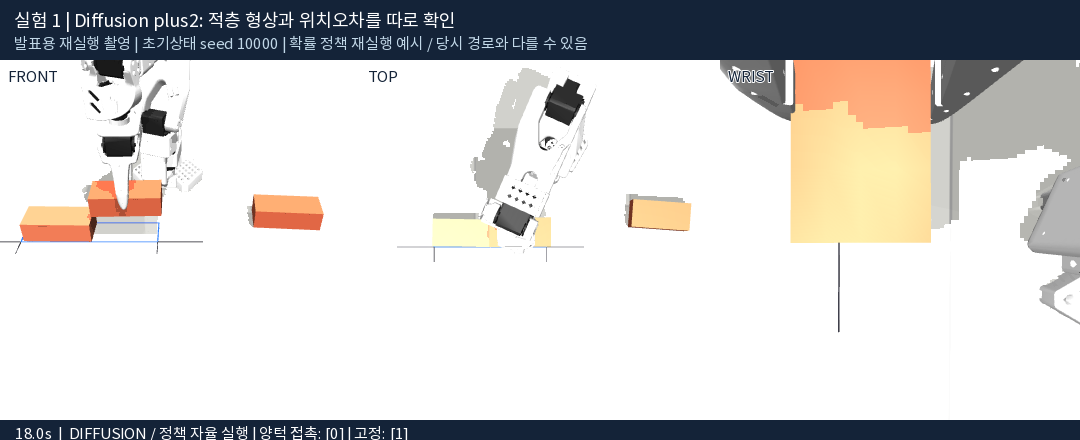 실험 1 | Diffusion plus2: 적층 형상과 위치오차를 따로 확인
발표용 재실행 촬영 | 초기상태 seed 10000 | 확률 정책 재실행 예시 / 당시 경로와 다를 수 있음
FRONT
TOP
WRIST
18.0s | DIFFUSION / 정책 자율 실행 | 양턱 접촉: [0] | 고정: [1]